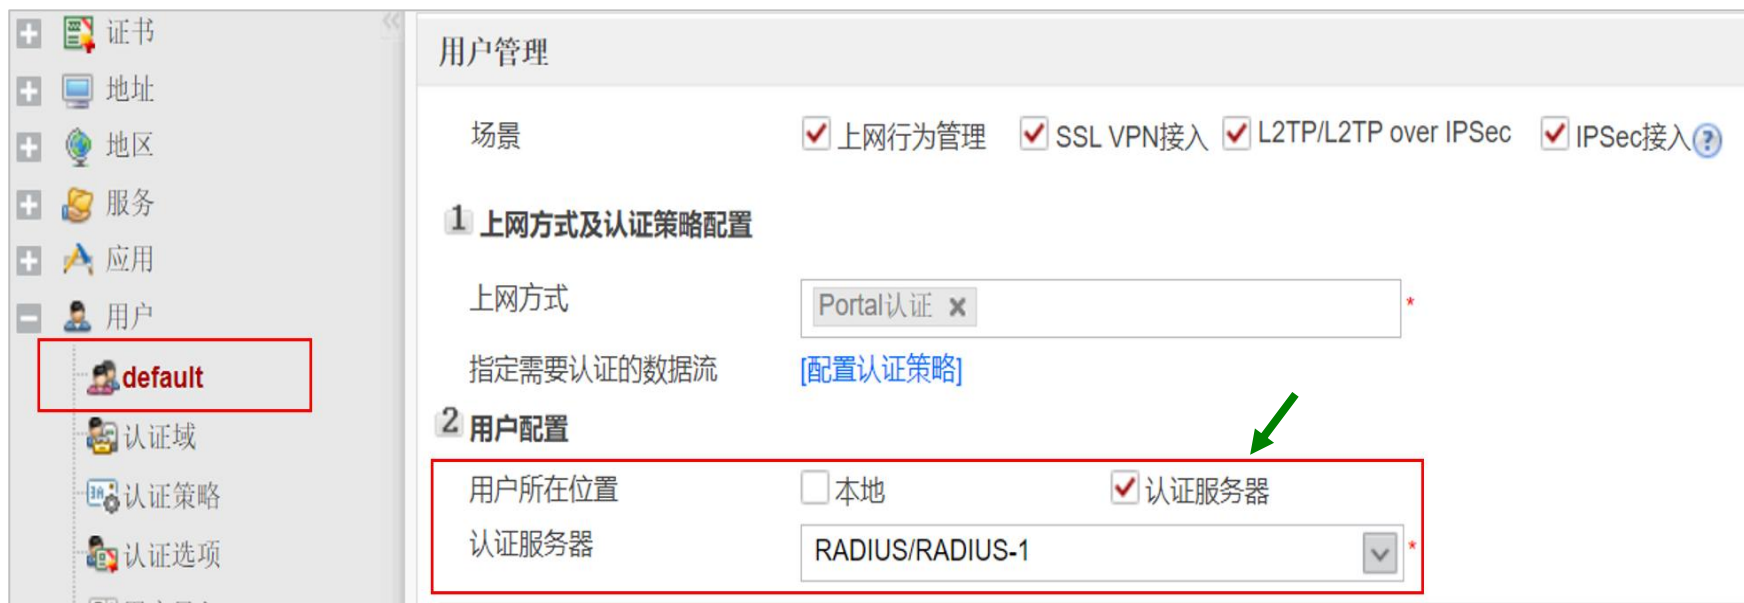 证书
地址
地区
服务
应用
用户
default
认证域
认证策略
认证选项
用户管理
场景 上网行为管理 SSL VPN接入 L2TP/L2TP over IPSec IPSec接入
1 上网方式及认证策略配置
上网方式 Portal认证 *
指定需要认证的数据流 [配置认证策略]
2 用户配置
用户所在位置 本地 认证服务器
认证服务器 RADIUS/RADIUS-1 *